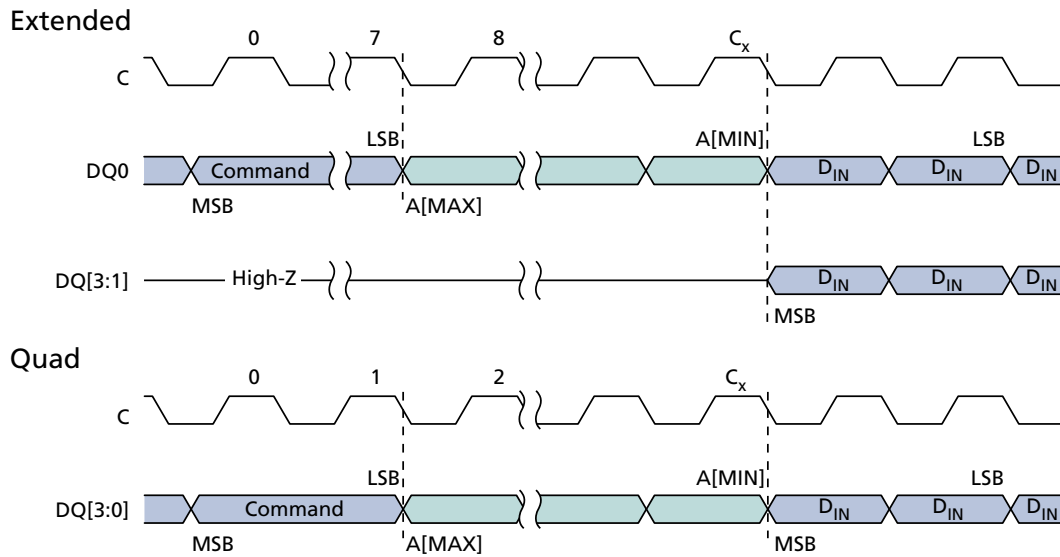 Extended
0 7 8 Cx
C
LSB A[MIN] LSB
DQ0 Command DIN DIN DIN
MSB A[MAX]
DQ[3:1] High-Z DIN DIN DIN
MSB
Quad
0 1 2 Cx
C
LSB A[MIN] LSB
DQ[3:0] Command DIN DIN DIN
MSB A[MAX] MSB